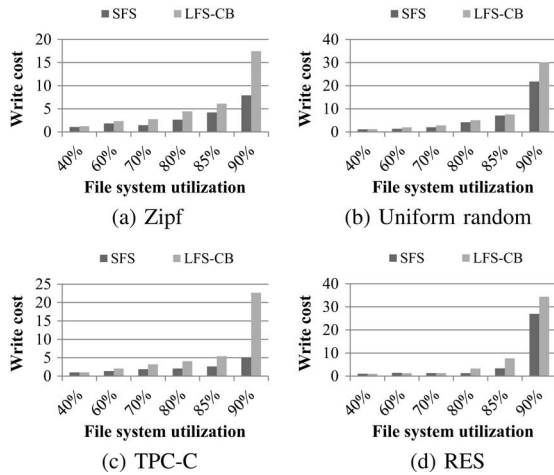 SFS LFS-CB
Write cost
20
15
10
5
0
40% 60% 70% 80% 85% 90%
File system utilization
(a) Zipf
SFS LFS-CB
Write cost
40
30
20
10
0
40% 60% 70% 80% 85% 90%
File system utilization
(b) Uniform random
SFS LFS-CB
Write cost
25
20
15
10
5
0
40% 60% 70% 80% 85% 90%
File system utilization
(c) TPC-C
SFS LFS-CB
Write cost
40
30
20
10
0
40% 60% 70% 80% 85% 90%
File system utilization
(d) RES